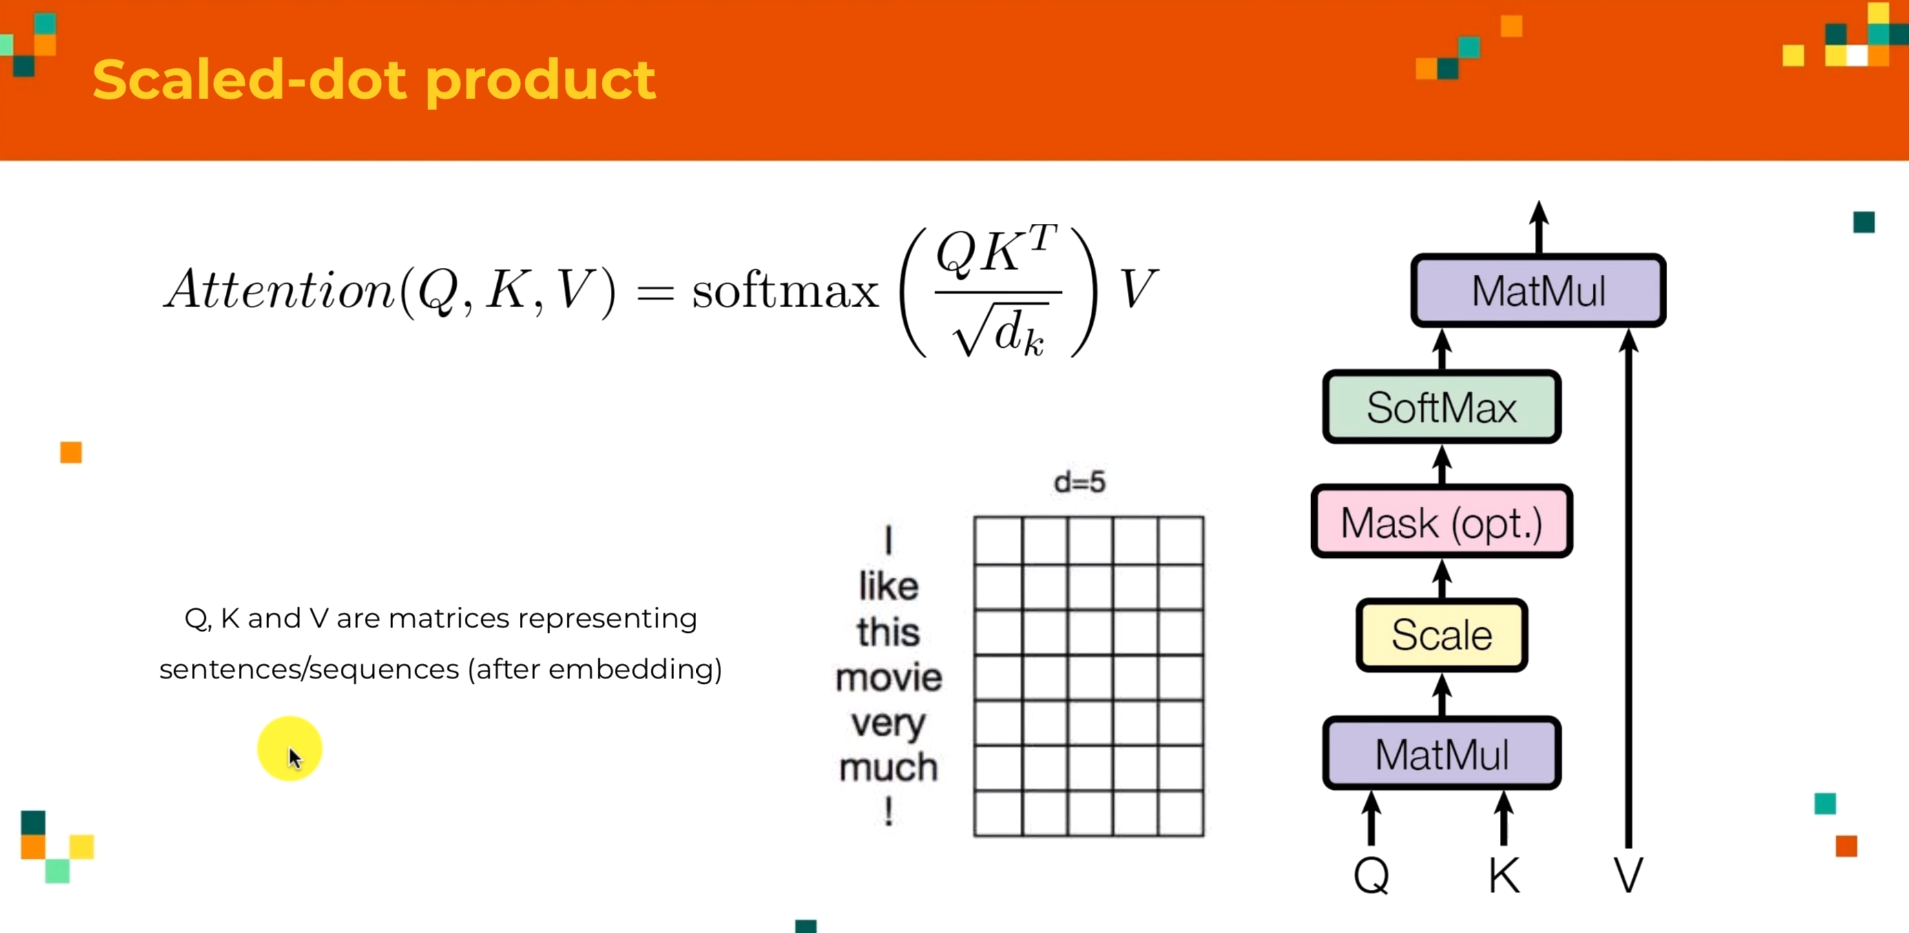 Scaled-dot product
Attention(Q, K, V) = softmax(QK^T / √d_k) V
Q, K and V are matrices representing
sentences/sequences (after embedding)
d=5
I
like
this
movie
very
much
!
MatMul
SoftMax
Mask (opt.)
Scale
MatMul
Q K V